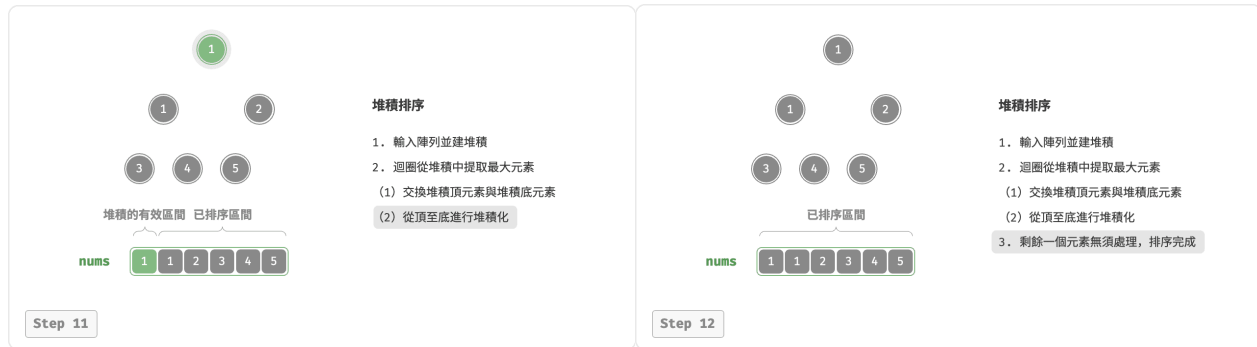 1
1 2
3 4 5
堆積的有效區間 已排序區間
nums 1 1 2 3 4 5
堆積排序
1. 輸入陣列並建堆積
2. 迴圈從堆積中提取最大元素
（1）交換堆積頂元素與堆積底元素
（2）從頂至底進行堆積化
Step 11
1
1 2
3 4 5
已排序區間
nums 1 1 2 3 4 5
堆積排序
1. 輸入陣列並建堆積
2. 迴圈從堆積中提取最大元素
（1）交換堆積頂元素與堆積底元素
（2）從頂至底進行堆積化
3. 剩餘一個元素無須處理，排序完成
Step 12